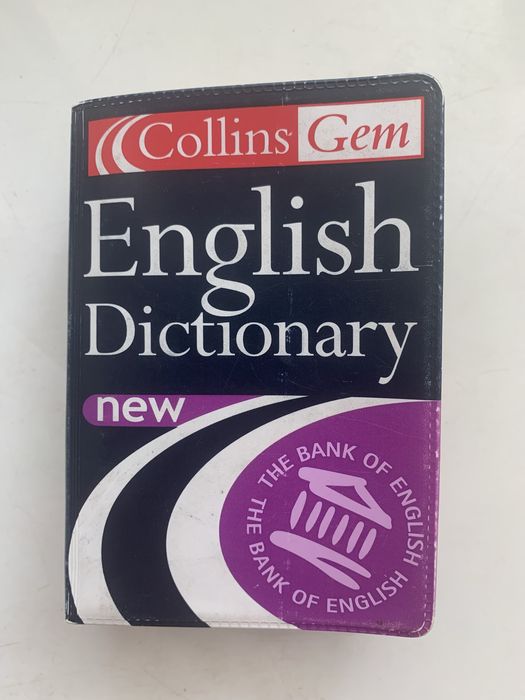 Collins Gem
English
Dictionary
new
THE BANK OF ENGLISH
THE BANK OF ENGLISH